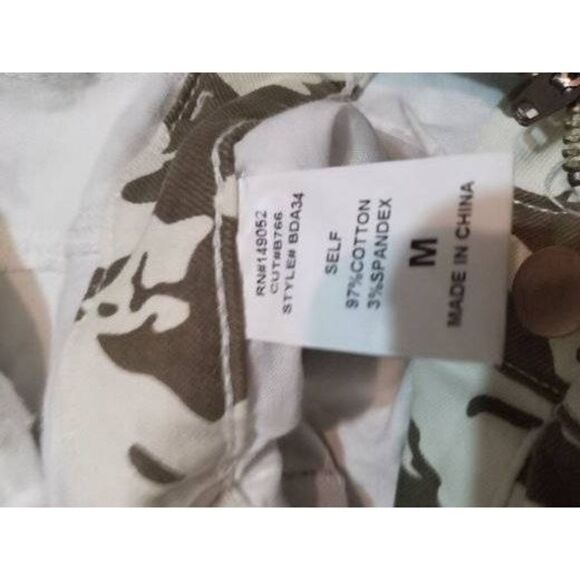 RN#149052
CUT#B766
STYLE# BDA34
SELF
97%COTTON
3%SPANDEX
M
MADE IN CHINA